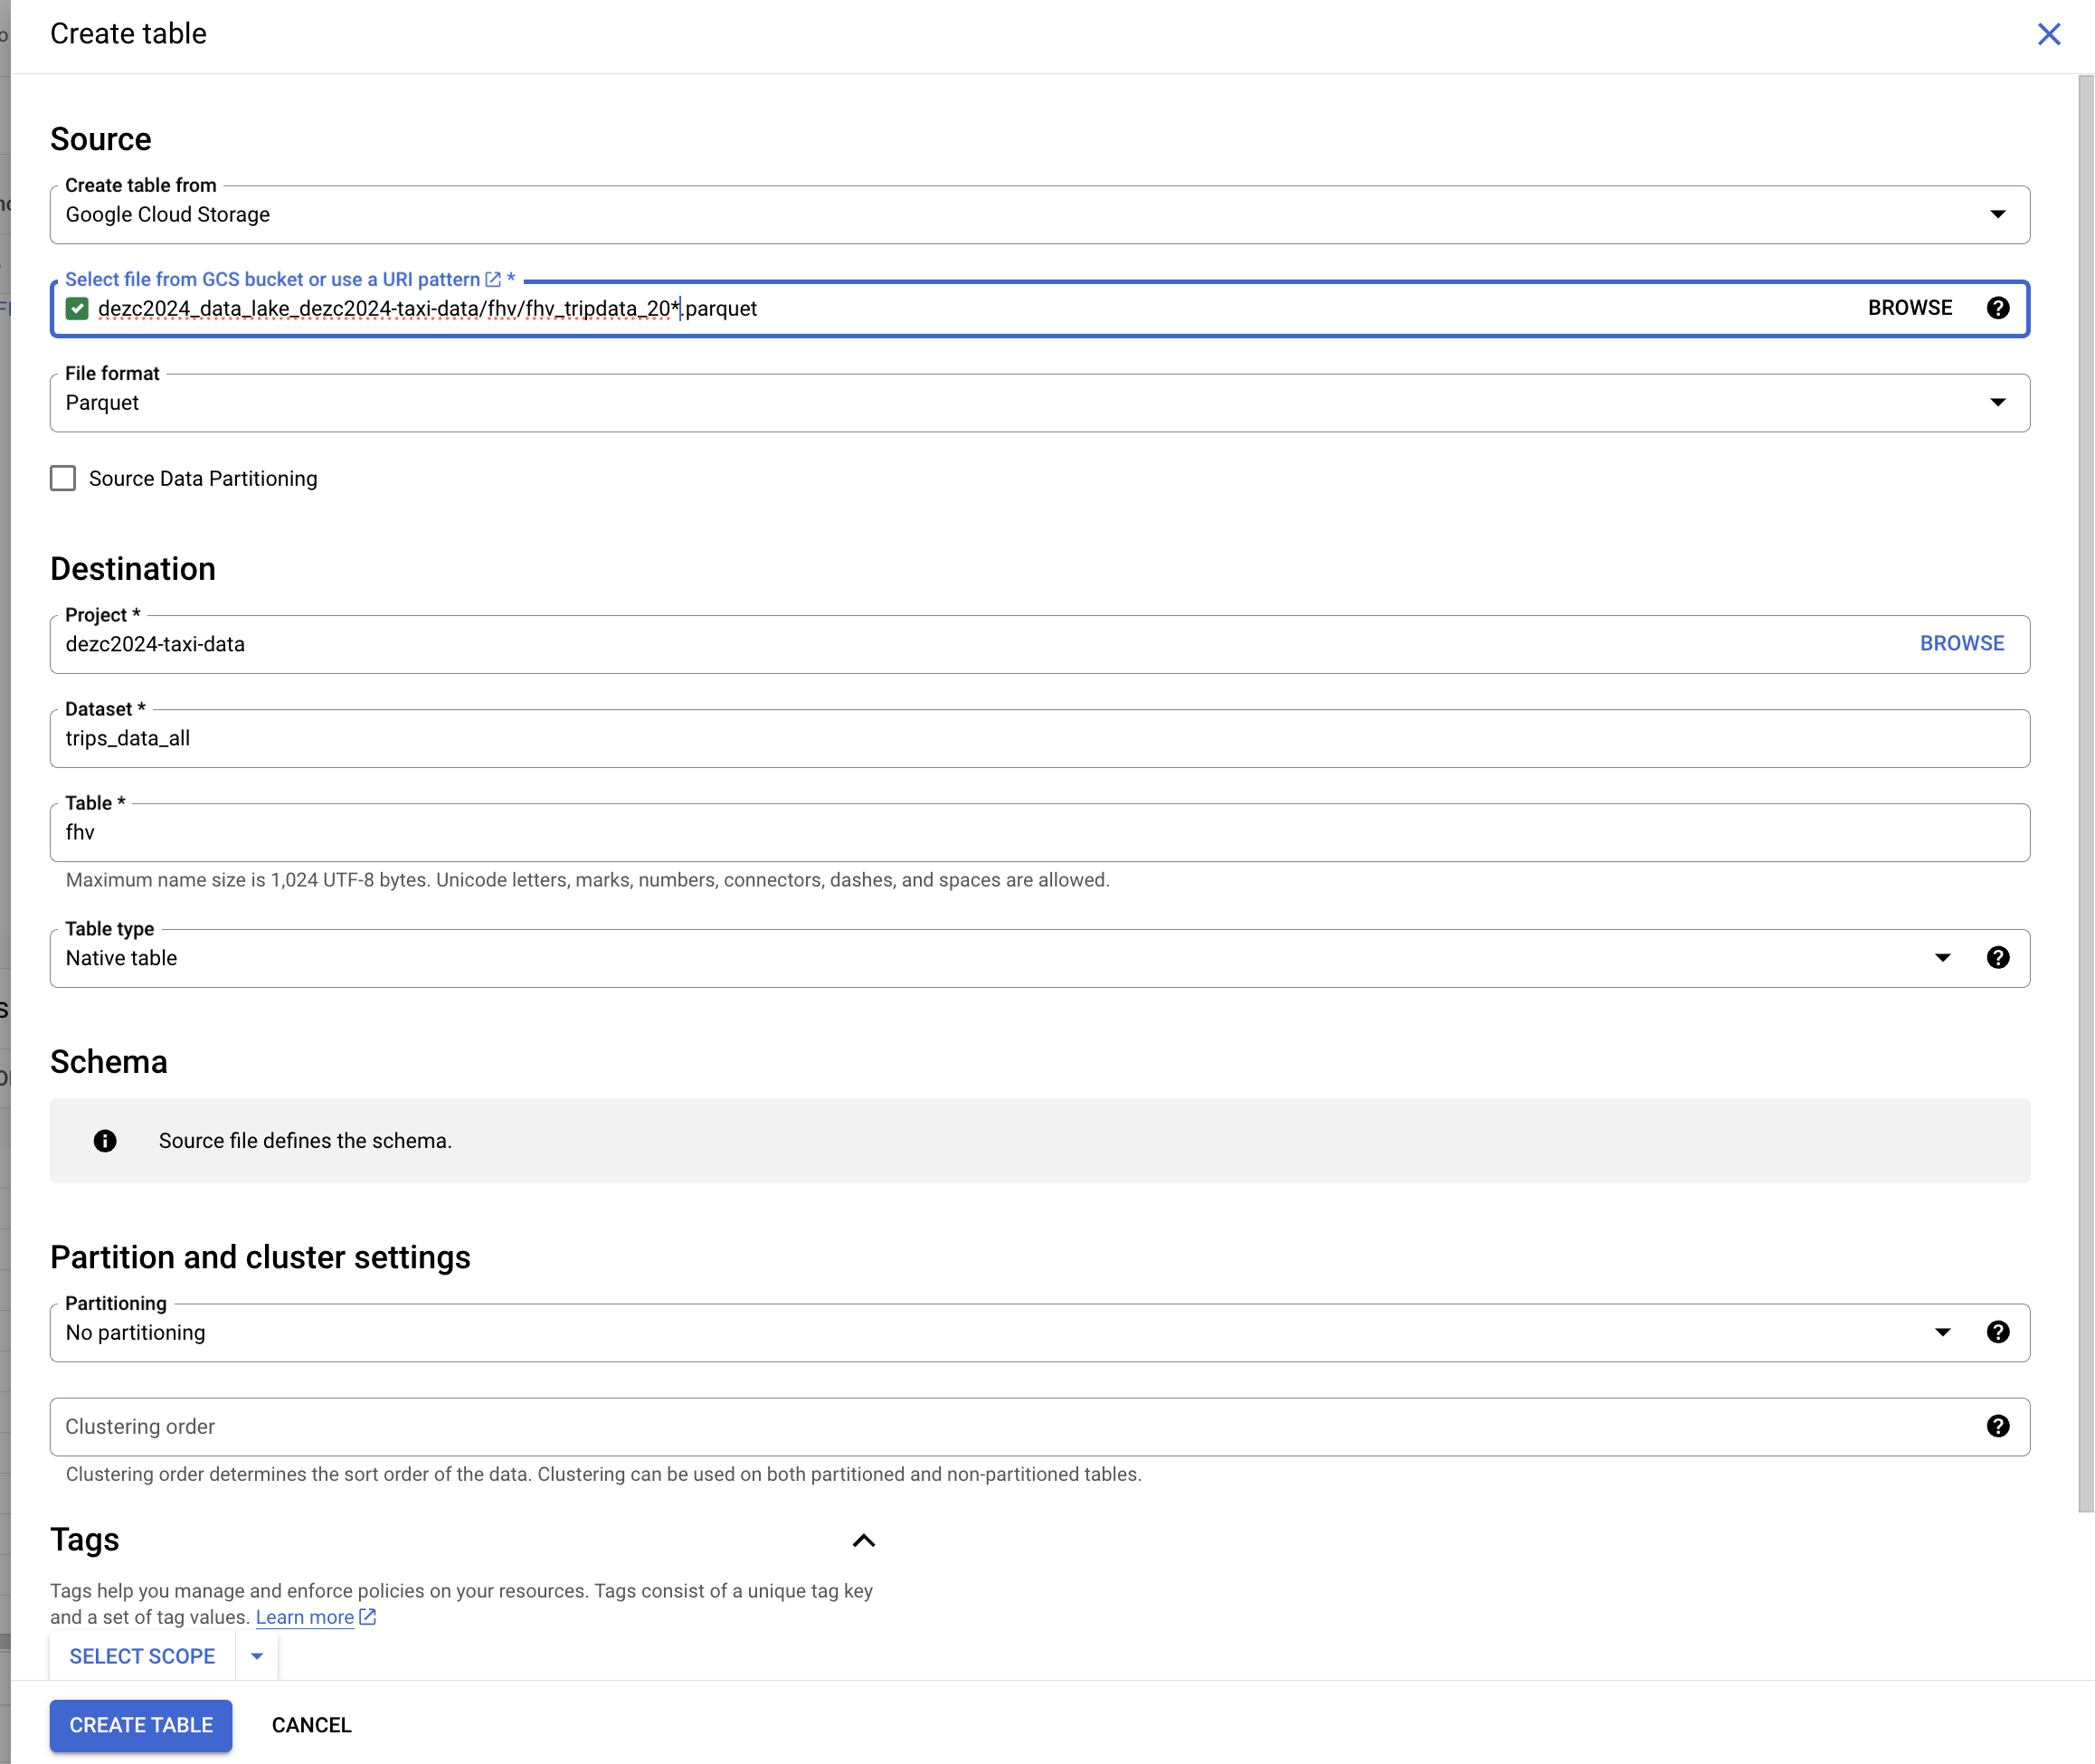 Create table
Source
Create table from
Google Cloud Storage
Select file from GCS bucket or use a URI pattern *
dezc2024_data_lake_dezc2024-taxi-data/fhv/fhv_tripdata_20*.parquet
BROWSE
File format
Parquet
Source Data Partitioning
Destination
Project *
dezc2024-taxi-data
BROWSE
Dataset *
trips_data_all
Table *
fhv
Maximum name size is 1,024 UTF-8 bytes. Unicode letters, marks, numbers, connectors, dashes, and spaces are allowed.
Table type
Native table
Schema
Source file defines the schema.
Partition and cluster settings
Partitioning
No partitioning
Clustering order
Clustering order determines the sort order of the data. Clustering can be used on both partitioned and non-partitioned tables.
Tags
Tags help you manage and enforce policies on your resources. Tags consist of a unique tag key
and a set of tag values. Learn more
SELECT SCOPE
CREATE TABLE
CANCEL